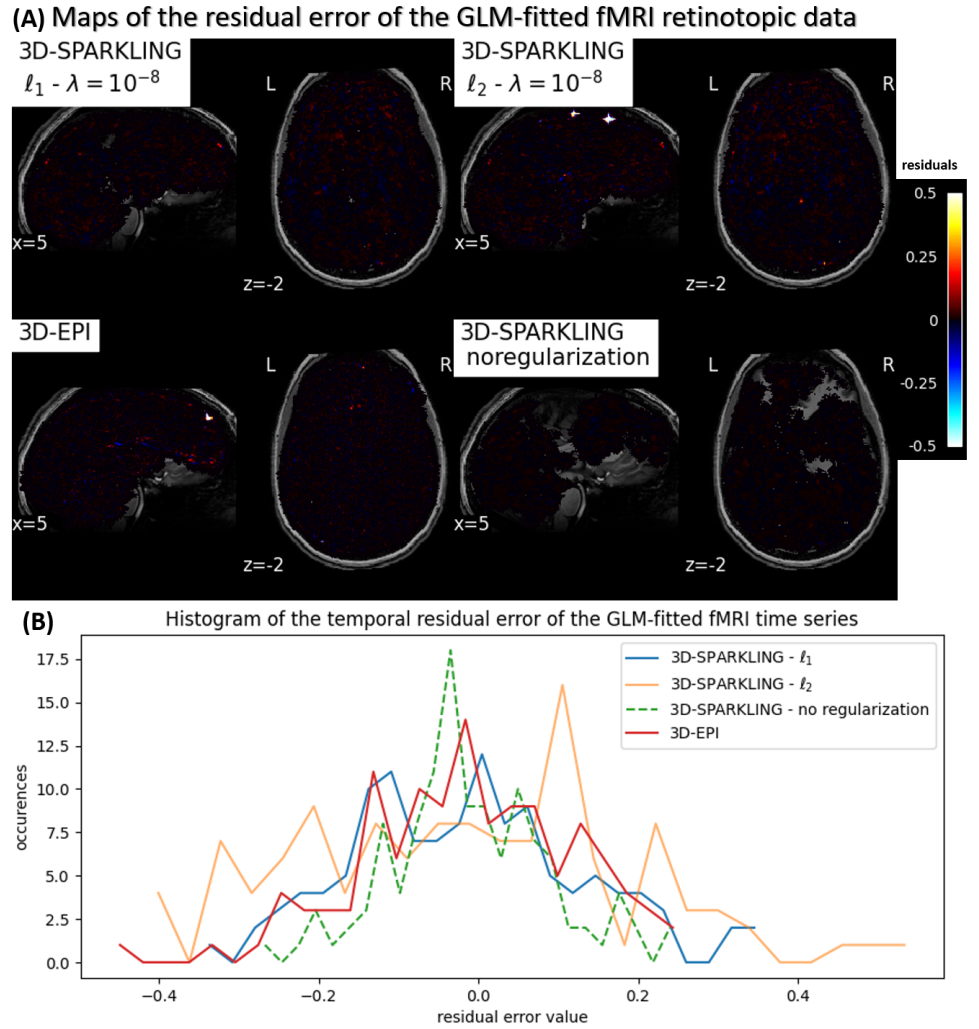 (A) Maps of the residual error of the GLM-fitted fMRI retinotopic data
3D-SPARKLING
ℓ₁ - λ = 10⁻⁸
L
R
x=5
z=-2
3D-SPARKLING
ℓ₂ - λ = 10⁻⁸
L
R
x=5
z=-2
residuals
0.5
0.25
0
-0.25
-0.5
3D-EPI
L
R
x=5
z=-2
3D-SPARKLING
noregularization
L
R
x=5
z=-2
(B)
Histogram of the temporal residual error of the GLM-fitted fMRI time series
17.5
15.0
12.5
10.0
7.5
5.0
2.5
0.0
occurences
3D-SPARKLING - ℓ₁
3D-SPARKLING - ℓ₂
3D-SPARKLING - no regularization
3D-EPI
−0.4 −0.2 0.0 0.2 0.4
residual error value